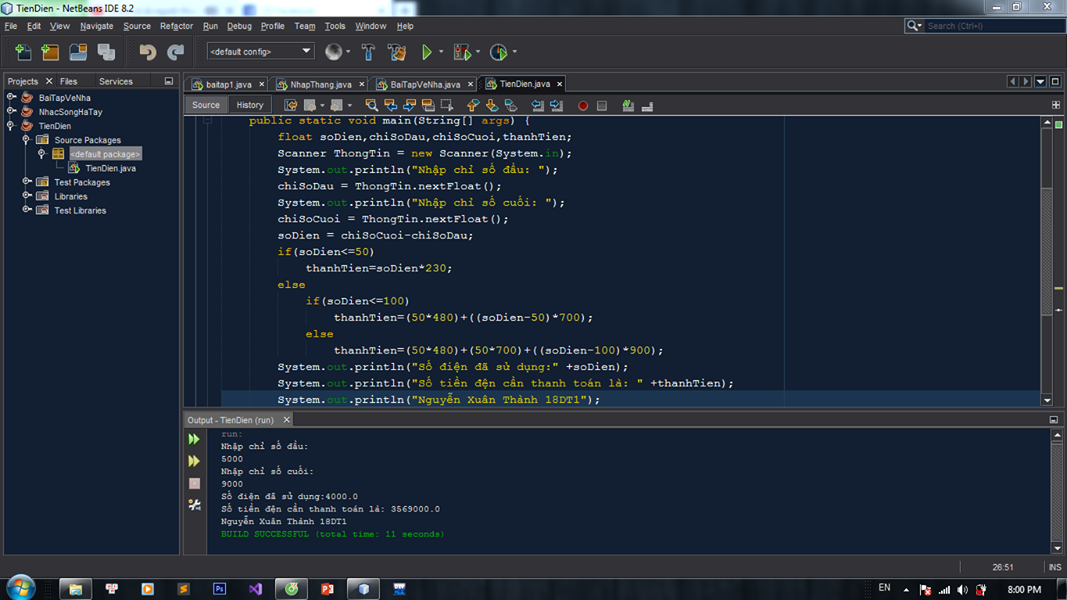 TienDien - NetBeans IDE 8.2
File Edit View Navigate Source Refactor Run Debug Profile Team Tools Window Help
Search (Ctrl+I)
<default config>
Projects Files Services
baitap1.java NhapThang.java BaiTapVeNha.java TienDien.java
Source History
BaiTapVeNha
NhacSongHaTay
TienDien
Source Packages
<default package>
TienDien.java
Test Packages
Libraries
Test Libraries
public static void main(String[] args) {
float soDien,chiSoDau,chiSoCuoi,thanhTien;
Scanner ThongTin = new Scanner(System.in);
System.out.println("Nhập chỉ số đầu: ");
chiSoDau = ThongTin.nextFloat();
System.out.println("Nhập chỉ số cuối: ");
chiSoCuoi = ThongTin.nextFloat();
soDien = chiSoCuoi-chiSoDau;
if(soDien<=50)
thanhTien=soDien*230;
else
if(soDien<=100)
thanhTien=(50*480)+((soDien-50)*700);
else
thanhTien=(50*480)+(50*700)+((soDien-100)*900);
System.out.println("Số điện đã sử dụng:" +soDien);
System.out.println("Số tiền đện cần thanh toán là: " +thanhTien);
System.out.println("Nguyễn Xuân Thành 18DT1");
Output - TienDien (run)
run:
Nhập chỉ số đầu:
5000
Nhập chỉ số cuối:
9000
Số điện đã sử dụng:4000.0
Số tiền đện cần thanh toán là: 3569000.0
Nguyễn Xuân Thành 18DT1
BUILD SUCCESSFUL (total time: 11 seconds)
26:51 INS
Ps
EN 8:00 PM